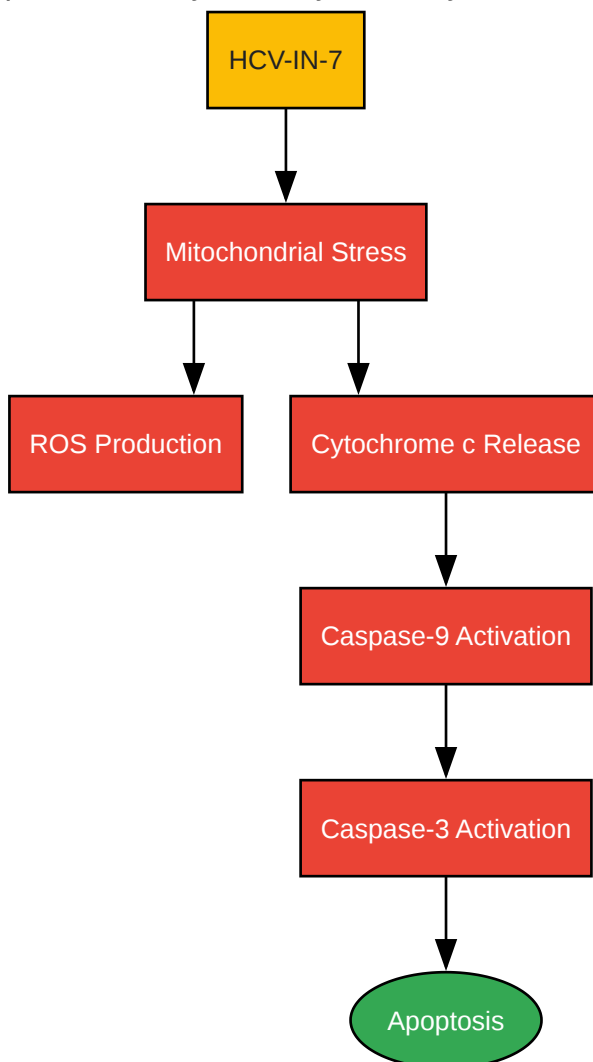 HCV-IN-7
Mitochondrial Stress
ROS Production
Cytochrome c Release
Caspase-9 Activation
Caspase-3 Activation
Apoptosis